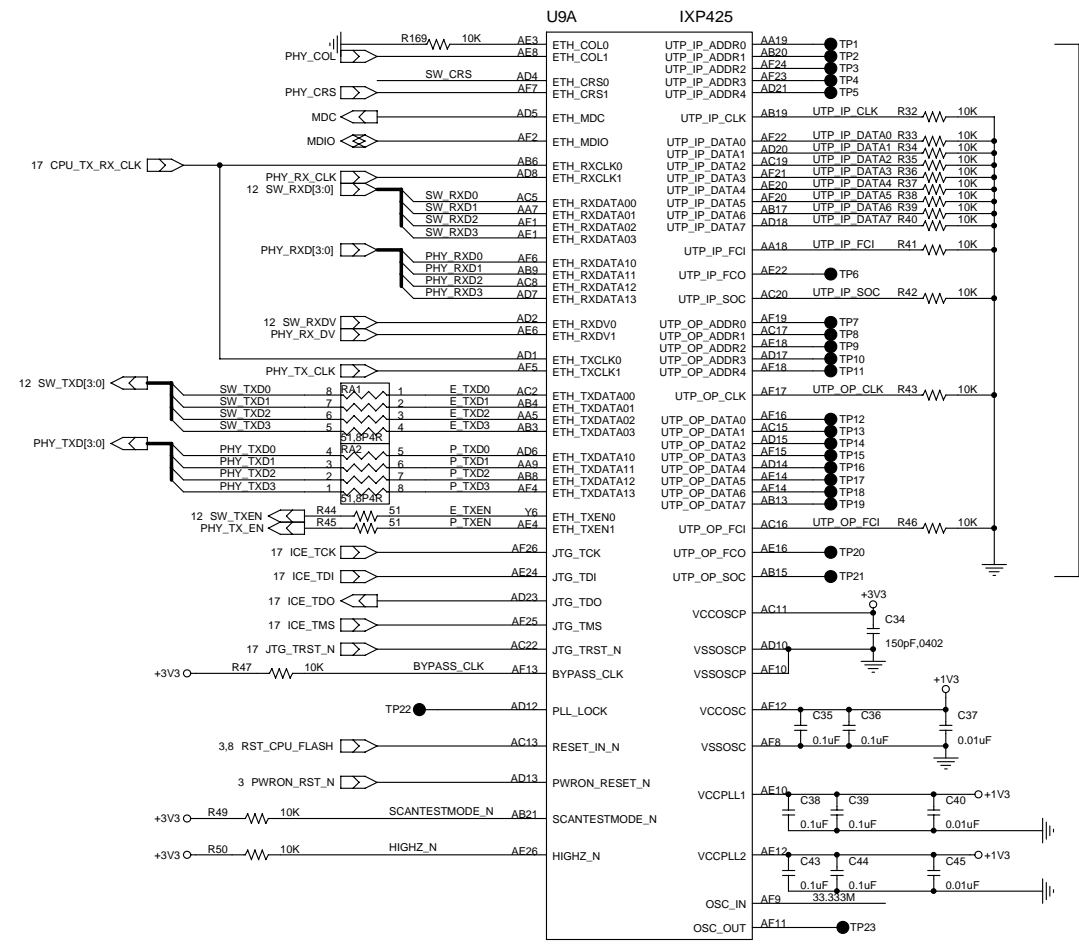 U9A IXP425
R169 10K AE3 ETH_COL0
PHY_COL AE8 ETH_COL1
SW_CRS AD4 ETH_CRS0
PHY_CRS AF7 ETH_CRS1
MDC AD5 ETH_MDC
MDIO AF2 ETH_MDIO
17 CPU_TX_RX_CLK AB6 ETH_RXCLK0
PHY_RX_CLK AD8 ETH_RXCLK1
12 SW_RXD[3:0]
SW_RXD0 AC5 ETH_RXDATA00
SW_RXD1 AA7 ETH_RXDATA01
SW_RXD2 AF1 ETH_RXDATA02
SW_RXD3 AE1 ETH_RXDATA03
PHY_RXD[3:0]
PHY_RXD0 AF6 ETH_RXDATA10
PHY_RXD1 AB9 ETH_RXDATA11
PHY_RXD2 AC8 ETH_RXDATA12
PHY_RXD3 AD7 ETH_RXDATA13
12 SW_RXDV AD2 ETH_RXDV0
PHY_RX_DV AE6 ETH_RXDV1
AD1 ETH_TXCLK0
PHY_TX_CLK AF5 ETH_TXCLK1
12 SW_TXD[3:0]
SW_TXD0 8 RA1 1 E_TXD0 AC2 ETH_TXDATA00
SW_TXD1 7 2 E_TXD1 AB4 ETH_TXDATA01
SW_TXD2 6 3 E_TXD2 AA5 ETH_TXDATA02
SW_TXD3 5 4 E_TXD3 AB3 ETH_TXDATA03
51,8P4R
PHY_TXD[3:0]
PHY_TXD0 4 RA2 5 P_TXD0 AD6 ETH_TXDATA10
PHY_TXD1 3 6 P_TXD1 AA9 ETH_TXDATA11
PHY_TXD2 2 7 P_TXD2 AB8 ETH_TXDATA12
PHY_TXD3 1 8 P_TXD3 AF4 ETH_TXDATA13
51,8P4R
12 SW_TXEN R44 51 E_TXEN Y6 ETH_TXEN0
PHY_TX_EN R45 51 P_TXEN AE4 ETH_TXEN1
17 ICE_TCK AF26 JTG_TCK
17 ICE_TDI AE24 JTG_TDI
17 ICE_TDO AD23 JTG_TDO
17 ICE_TMS AF25 JTG_TMS
17 JTG_TRST_N AC22 JTG_TRST_N
+3V3 R47 10K BYPASS_CLK AF13 BYPASS_CLK
TP22 AD12 PLL_LOCK
3,8 RST_CPU_FLASH AC13 RESET_IN_N
3 PWRON_RST_N AD13 PWRON_RESET_N
+3V3 R49 10K SCANTESTMODE_N AB21 SCANTESTMODE_N
+3V3 R50 10K HIGHZ_N AE26 HIGHZ_N
UTP_IP_ADDR0 AA19 TP1
UTP_IP_ADDR1 AB20 TP2
UTP_IP_ADDR2 AF24 TP3
UTP_IP_ADDR3 AF23 TP4
UTP_IP_ADDR4 AD21 TP5
UTP_IP_CLK AB19 UTP_IP_CLK R32 10K
UTP_IP_DATA0 AF22 UTP_IP_DATA0 R33 10K
UTP_IP_DATA1 AD20 UTP_IP_DATA1 R34 10K
UTP_IP_DATA2 AC19 UTP_IP_DATA2 R35 10K
UTP_IP_DATA3 AF21 UTP_IP_DATA3 R36 10K
UTP_IP_DATA4 AE20 UTP_IP_DATA4 R37 10K
UTP_IP_DATA5 AF20 UTP_IP_DATA5 R38 10K
UTP_IP_DATA6 AB17 UTP_IP_DATA6 R39 10K
UTP_IP_DATA7 AD18 UTP_IP_DATA7 R40 10K
UTP_IP_FCI AA18 UTP_IP_FCI R41 10K
UTP_IP_FCO AE22 TP6
UTP_IP_SOC AC20 UTP_IP_SOC R42 10K
UTP_OP_ADDR0 AF19 TP7
UTP_OP_ADDR1 AC17 TP8
UTP_OP_ADDR2 AE18 TP9
UTP_OP_ADDR3 AD17 TP10
UTP_OP_ADDR4 AF18 TP11
UTP_OP_CLK AF17 UTP_OP_CLK R43 10K
UTP_OP_DATA0 AF16 TP12
UTP_OP_DATA1 AC15 TP13
UTP_OP_DATA2 AD15 TP14
UTP_OP_DATA3 AF15 TP15
UTP_OP_DATA4 AD14 TP16
UTP_OP_DATA5 AE14 TP17
UTP_OP_DATA6 AF14 TP18
UTP_OP_DATA7 AB13 TP19
UTP_OP_FCI AC16 UTP_OP_FCI R46 10K
UTP_OP_FCO AE16 TP20
UTP_OP_SOC AB15 TP21
+3V3
VCCOSCP AC11 C34
150pF,0402
VSSOSCP AD10
VSSOSCP AF10
+1V3
VCCOSC AF12 C35 C36 C37
0.1uF 0.1uF 0.01uF
VSSOSC AF8
VCCPLL1 AE10 +1V3
C38 C39 C40
0.1uF 0.1uF 0.01uF
VCCPLL2 AE12 +1V3
C43 C44 C45
0.1uF 0.1uF 0.01uF
OSC_IN AF9 33.333M
OSC_OUT AF11 TP23